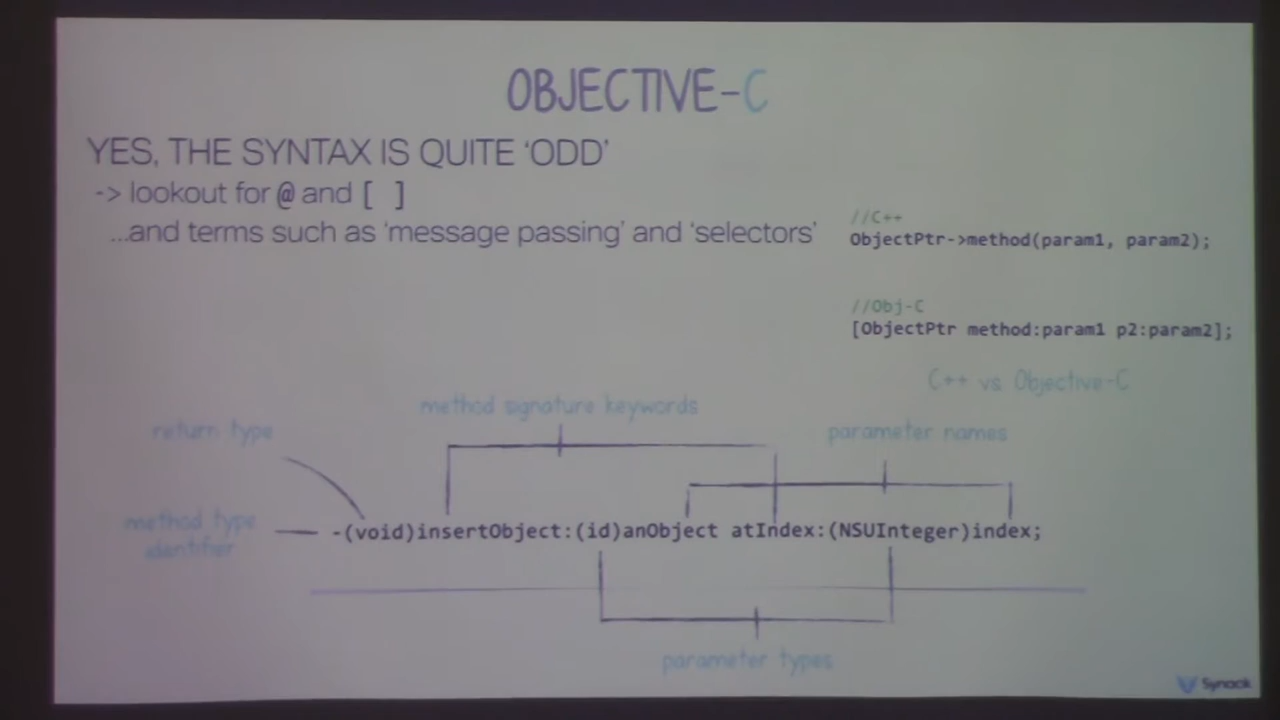 OBJECTIVE-C
YES, THE SYNTAX IS QUITE ‘ODD’
-> lookout for @ and [ ]
...and terms such as ‘message passing’ and ‘selectors’
//C++
ObjectPtr->method(param1, param2);
//Obj-C
[ObjectPtr method:param1 p2:param2];
C++ vs Objective-C
method signature keywords
return type
parameter names
method type
identifier
-(void)insertObject:(id)anObject atIndex:(NSUInteger)index;
parameter types
Synack